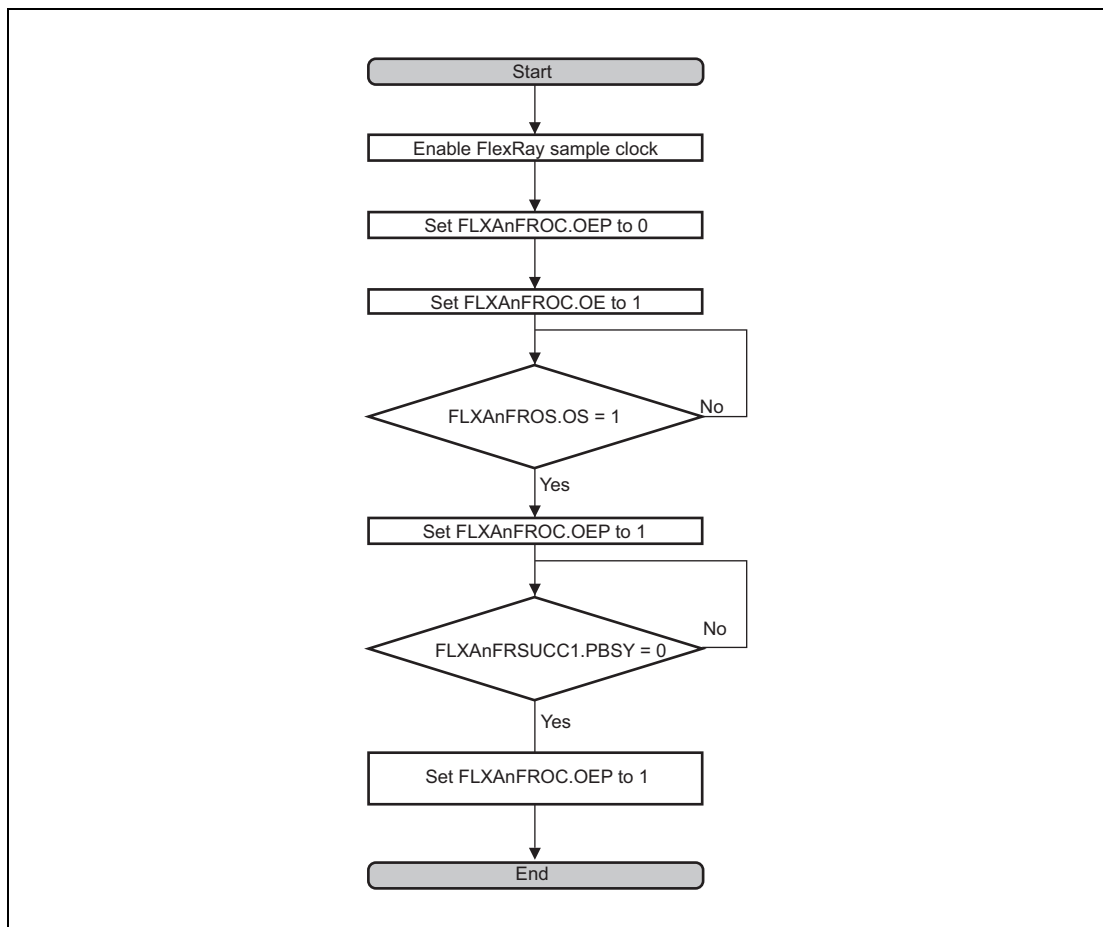 Start
Enable FlexRay sample clock
Set FLXAnFROC.OEP to 0
Set FLXAnFROC.OE to 1
FLXAnFROS.OS = 1
No
Yes
Set FLXAnFROC.OEP to 1
FLXAnFRSUCC1.PBSY = 0
No
Yes
Set FLXAnFROC.OEP to 1
End